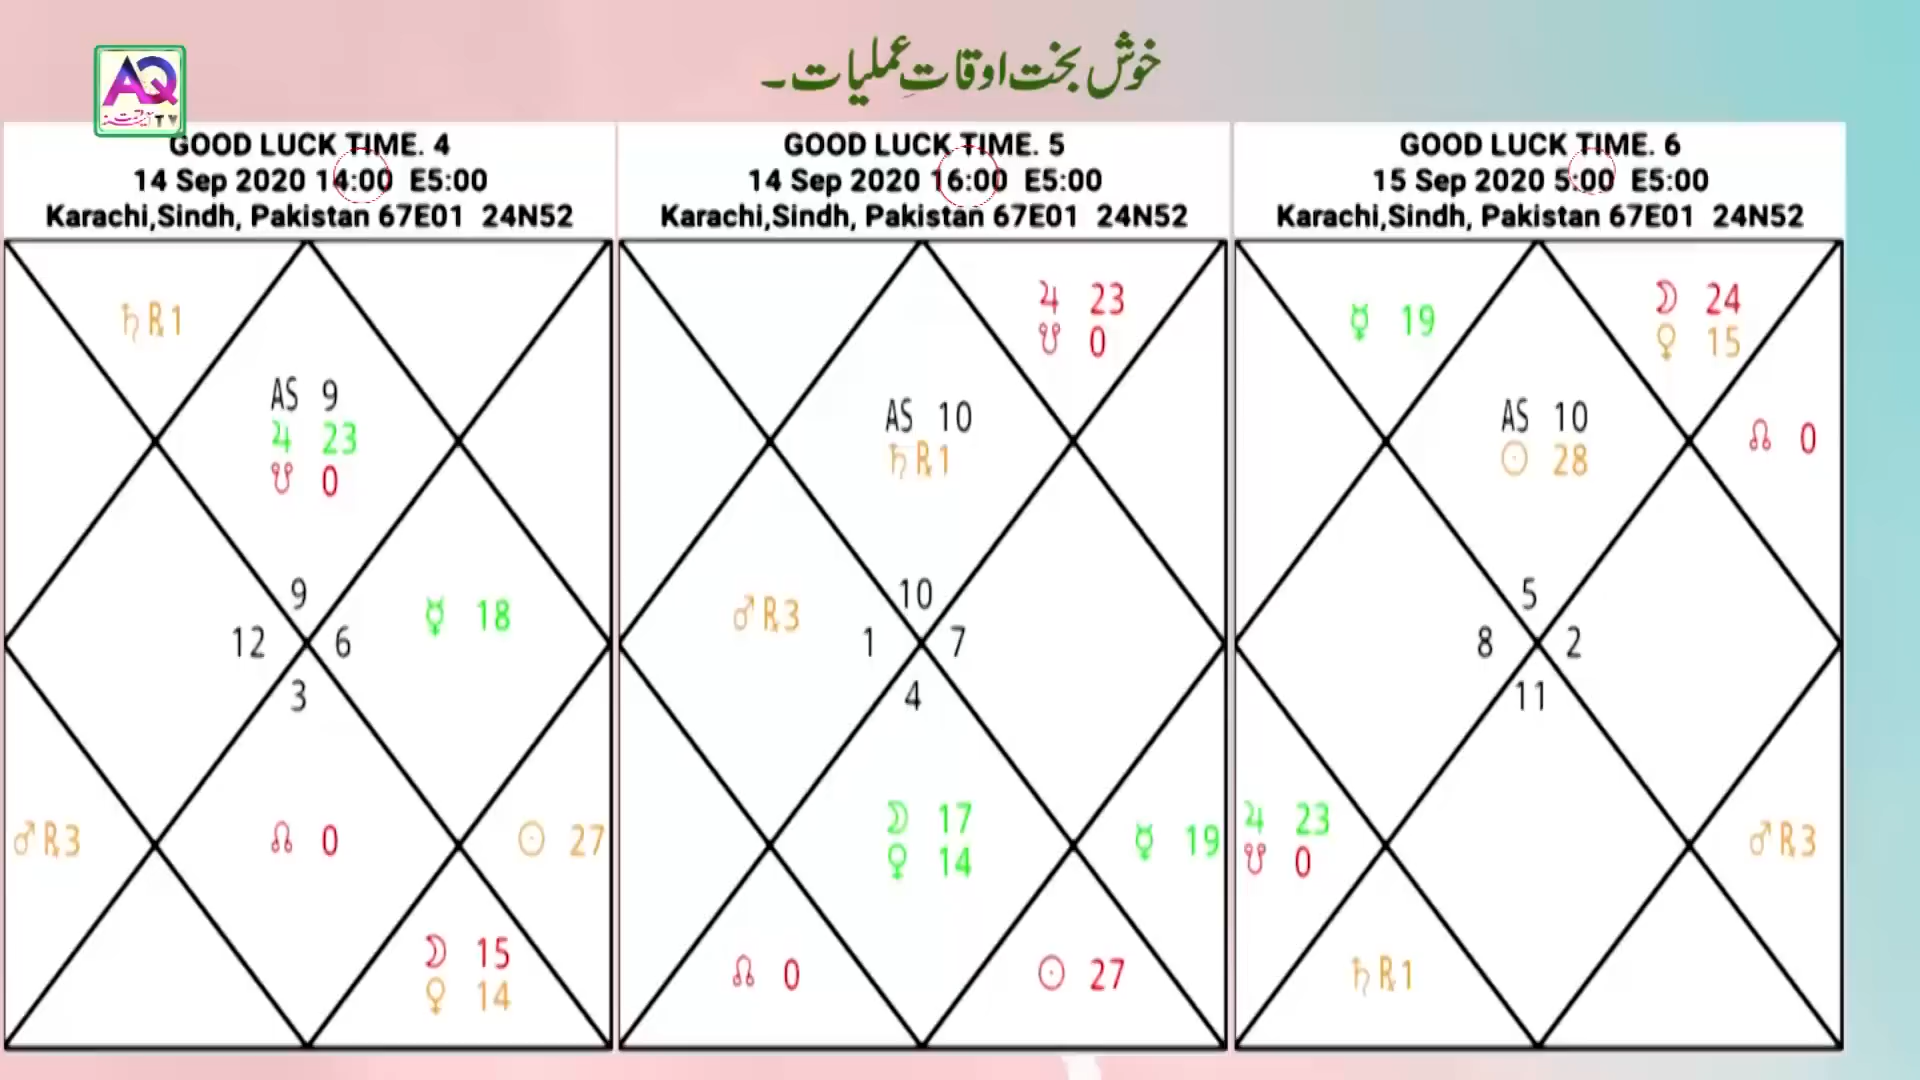 خوش بخت اوقاتِ عملیات۔
AQ
TV
GOOD LUCK TIME. 4
14 Sep 2020 14:00 E5:00
Karachi,Sindh, Pakistan 67E01 24N52
♄ ℞ 1
AS 9
♃ 23
☋ 0
9
12 6
3
☿ 18
♂ ℞ 3
☊ 0
☉ 27
☽ 15
♀ 14
GOOD LUCK TIME. 5
14 Sep 2020 16:00 E5:00
Karachi,Sindh, Pakistan 67E01 24N52
♃ 23
☋ 0
AS 10
♄ ℞ 1
♂ ℞ 3
10
1 7
4
☽ 17
♀ 14
☿ 19
☊ 0
☉ 27
GOOD LUCK TIME. 6
15 Sep 2020 5:00 E5:00
Karachi,Sindh, Pakistan 67E01 24N52
☿ 19
☽ 24
♀ 15
AS 10
☉ 28
☊ 0
5
8 2
11
♃ 23
☋ 0
♂ ℞ 3
♄ ℞ 1